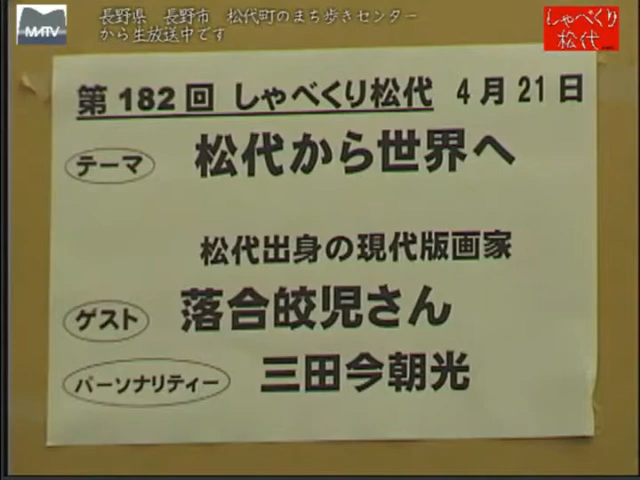 MATV
長野県 長野市 松代町のまち歩きセンター
から生放送中です
しゃべくり
松代
第182回 しゃべくり松代 4月21日
テーマ 松代から世界へ
松代出身の現代版画家
ゲスト 落合皎児さん
パーソナリティー 三田今朝光